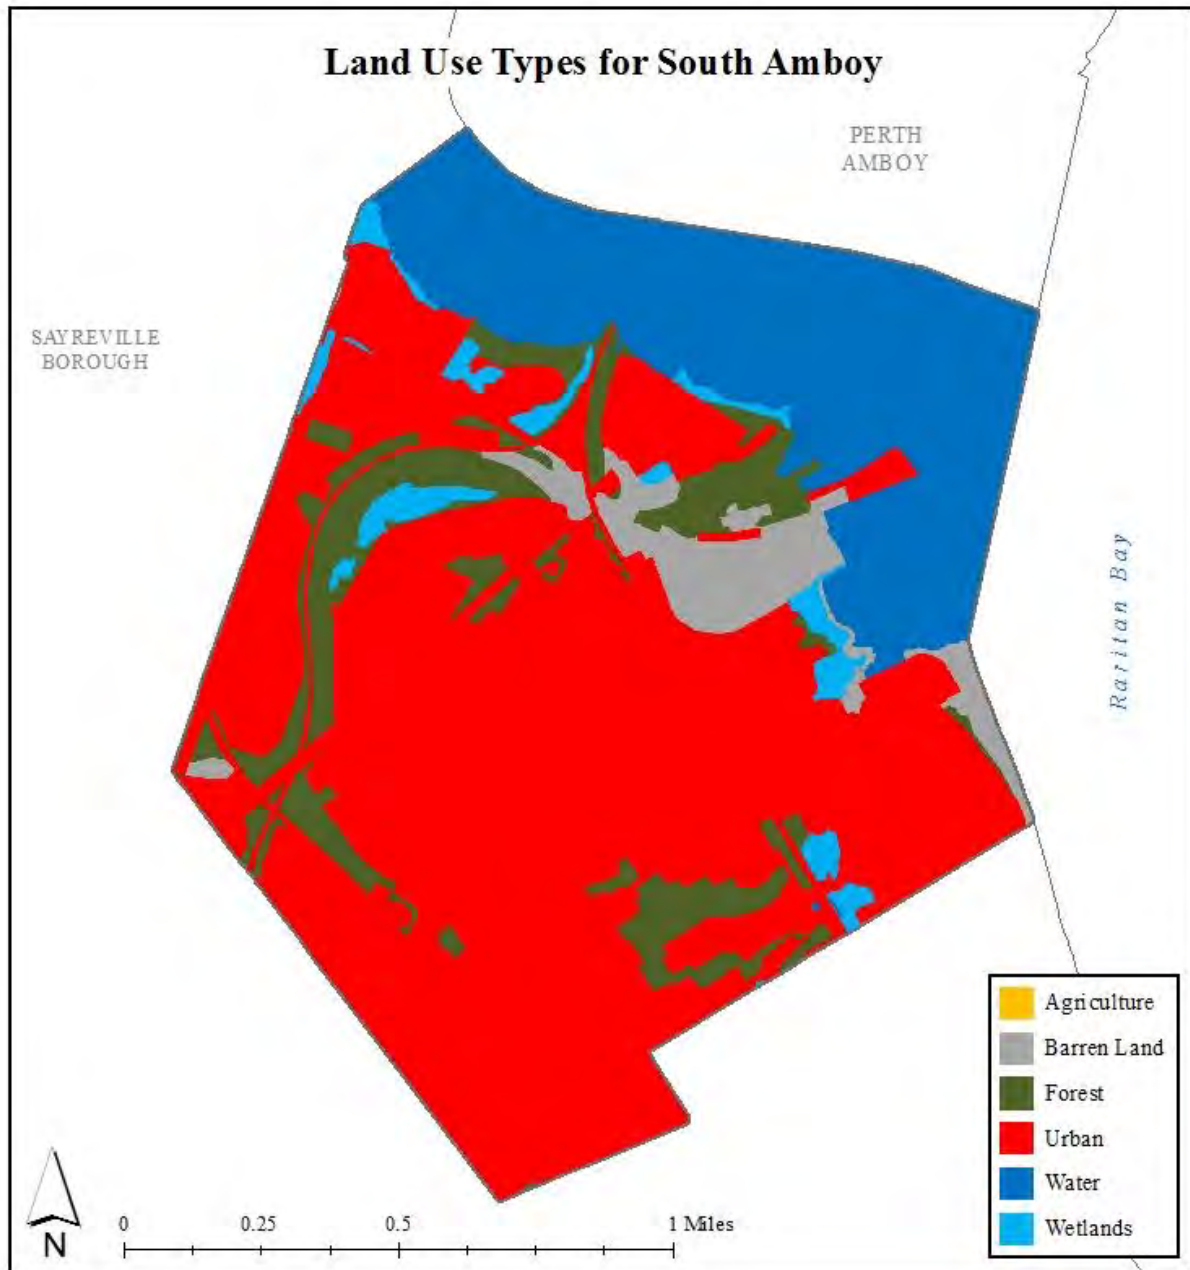 Land Use Types for South Amboy
PERTH
AMBOY
SAYREVILLE
BOROUGH
Raritan Bay
Agriculture
Barren Land
Forest
Urban
Water
Wetlands
N
0
0.25
0.5
1 Miles